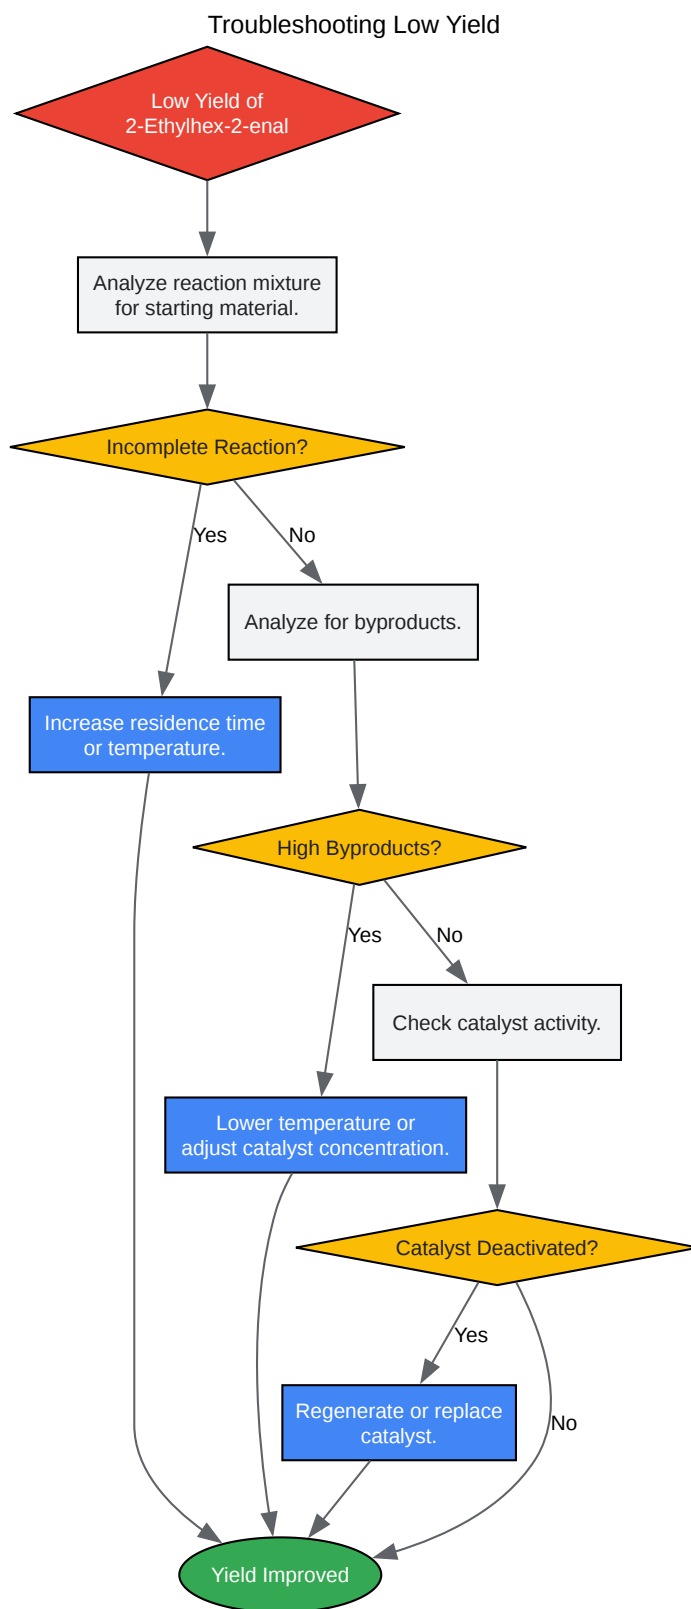 Troubleshooting Low Yield
Low Yield of
2-Ethylhex-2-enal
Analyze reaction mixture
for starting material.
Incomplete Reaction?
Yes
No
Analyze for byproducts.
Increase residence time
or temperature.
High Byproducts?
Yes
No
Check catalyst activity.
Lower temperature or
adjust catalyst concentration.
Catalyst Deactivated?
Yes
Regenerate or replace
catalyst.
No
Yield Improved